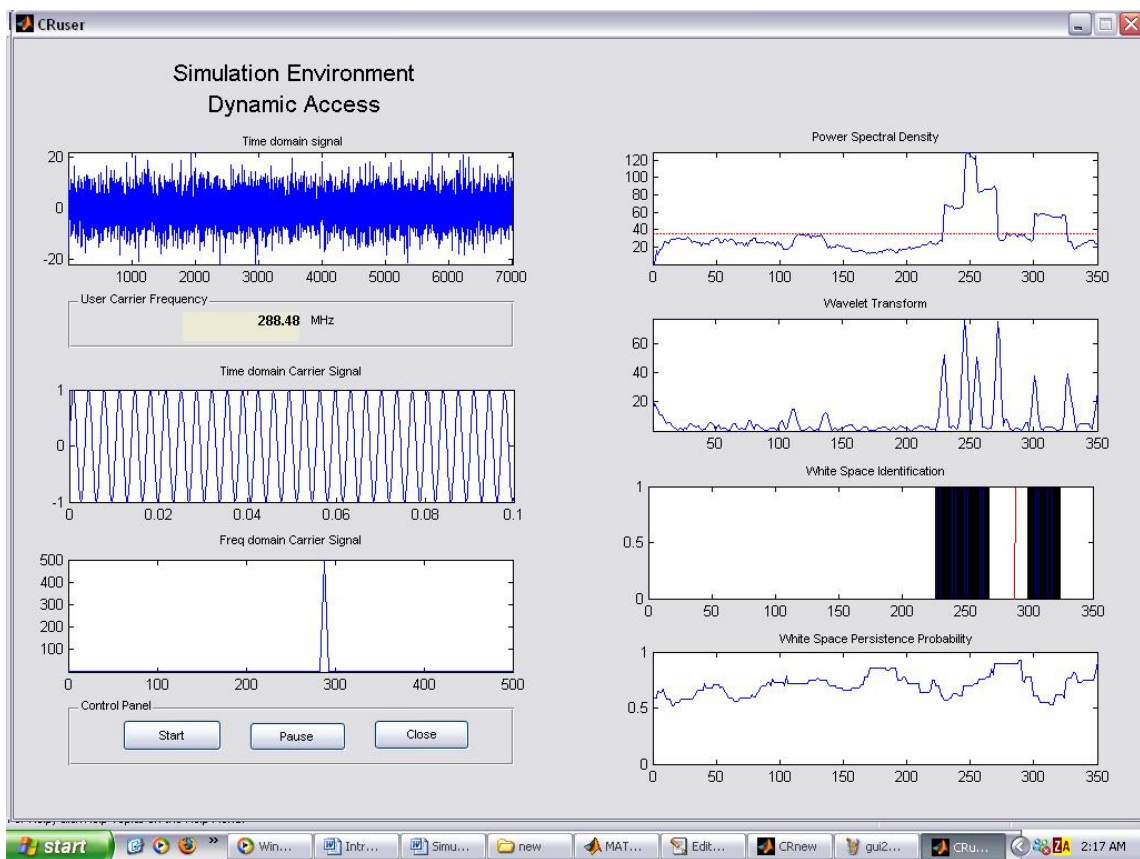 CRuser
Simulation Environment
Dynamic Access
Time domain signal
20
0
-20
1000 2000 3000 4000 5000 6000 7000
User Carrier Frequency
288.48 MHz
Time domain Carrier Signal
1
0
-1
0 0.02 0.04 0.06 0.08 0.1
Freq domain Carrier Signal
500
400
300
200
100
0 100 200 300 400 500
Control Panel
Start Pause Close
Power Spectral Density
120
100
80
60
40
20
0 50 100 150 200 250 300 350
Wavelet Transform
60
40
20
50 100 150 200 250 300 350
White Space Identification
1
0.5
0
0 50 100 150 200 250 300 350
White Space Persistence Probability
1
0.5
0
0 50 100 150 200 250 300 350
start » Win... Intr... Simu... new MAT... Edit... CRnew gui2... CRu... ZA 2:17 AM